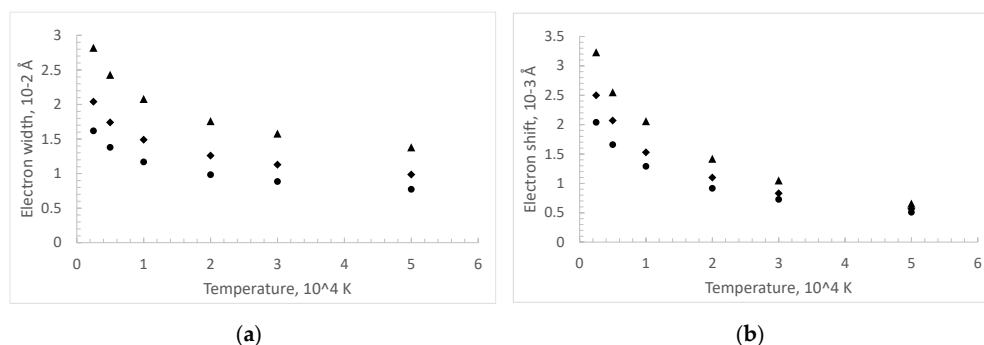 3
2.5
2
1.5
1
0.5
0
Electron width, 10-2 Å
0 1 2 3 4 5 6
Temperature, 10^4 K
(a)
3.5
3
2.5
2
1.5
1
0.5
0
Electron shift, 10-3 Å
0 1 2 3 4 5 6
Temperature, 10^4 K
(b)